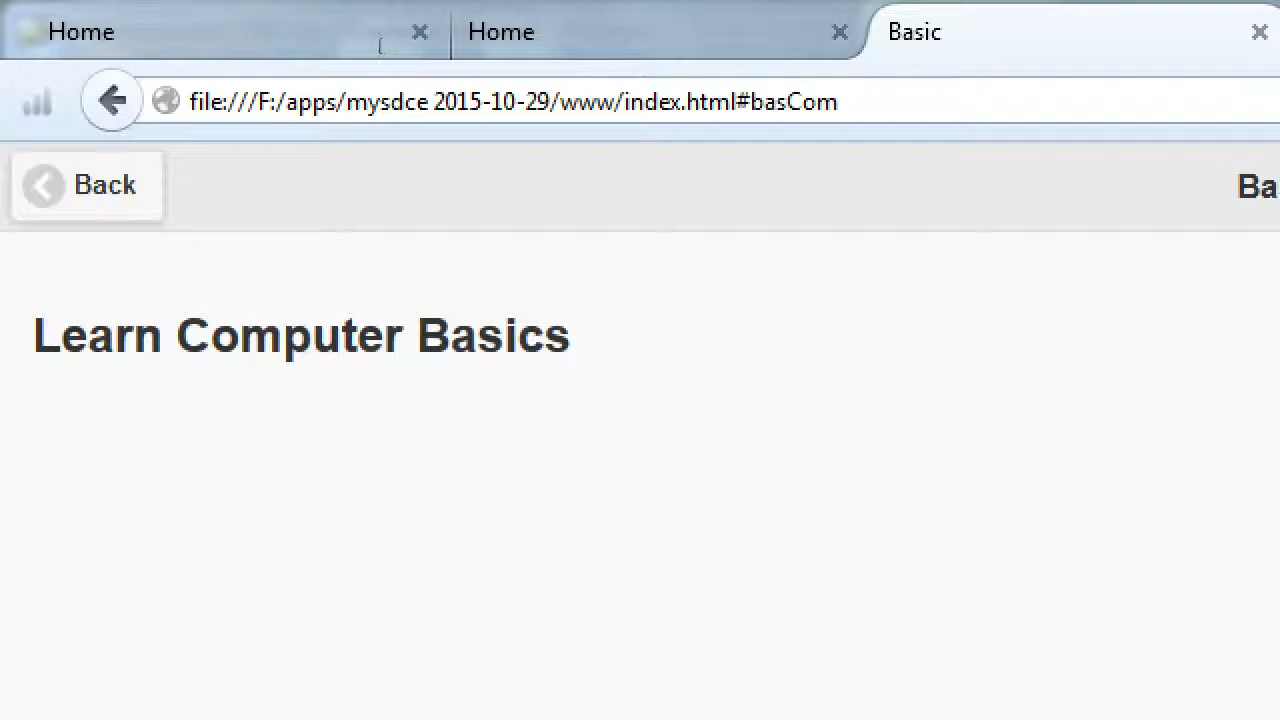 Home Home Basic
file:///F:/apps/mysdce 2015-10-29/www/index.html#basCom
Back Ba
Learn Computer Basics